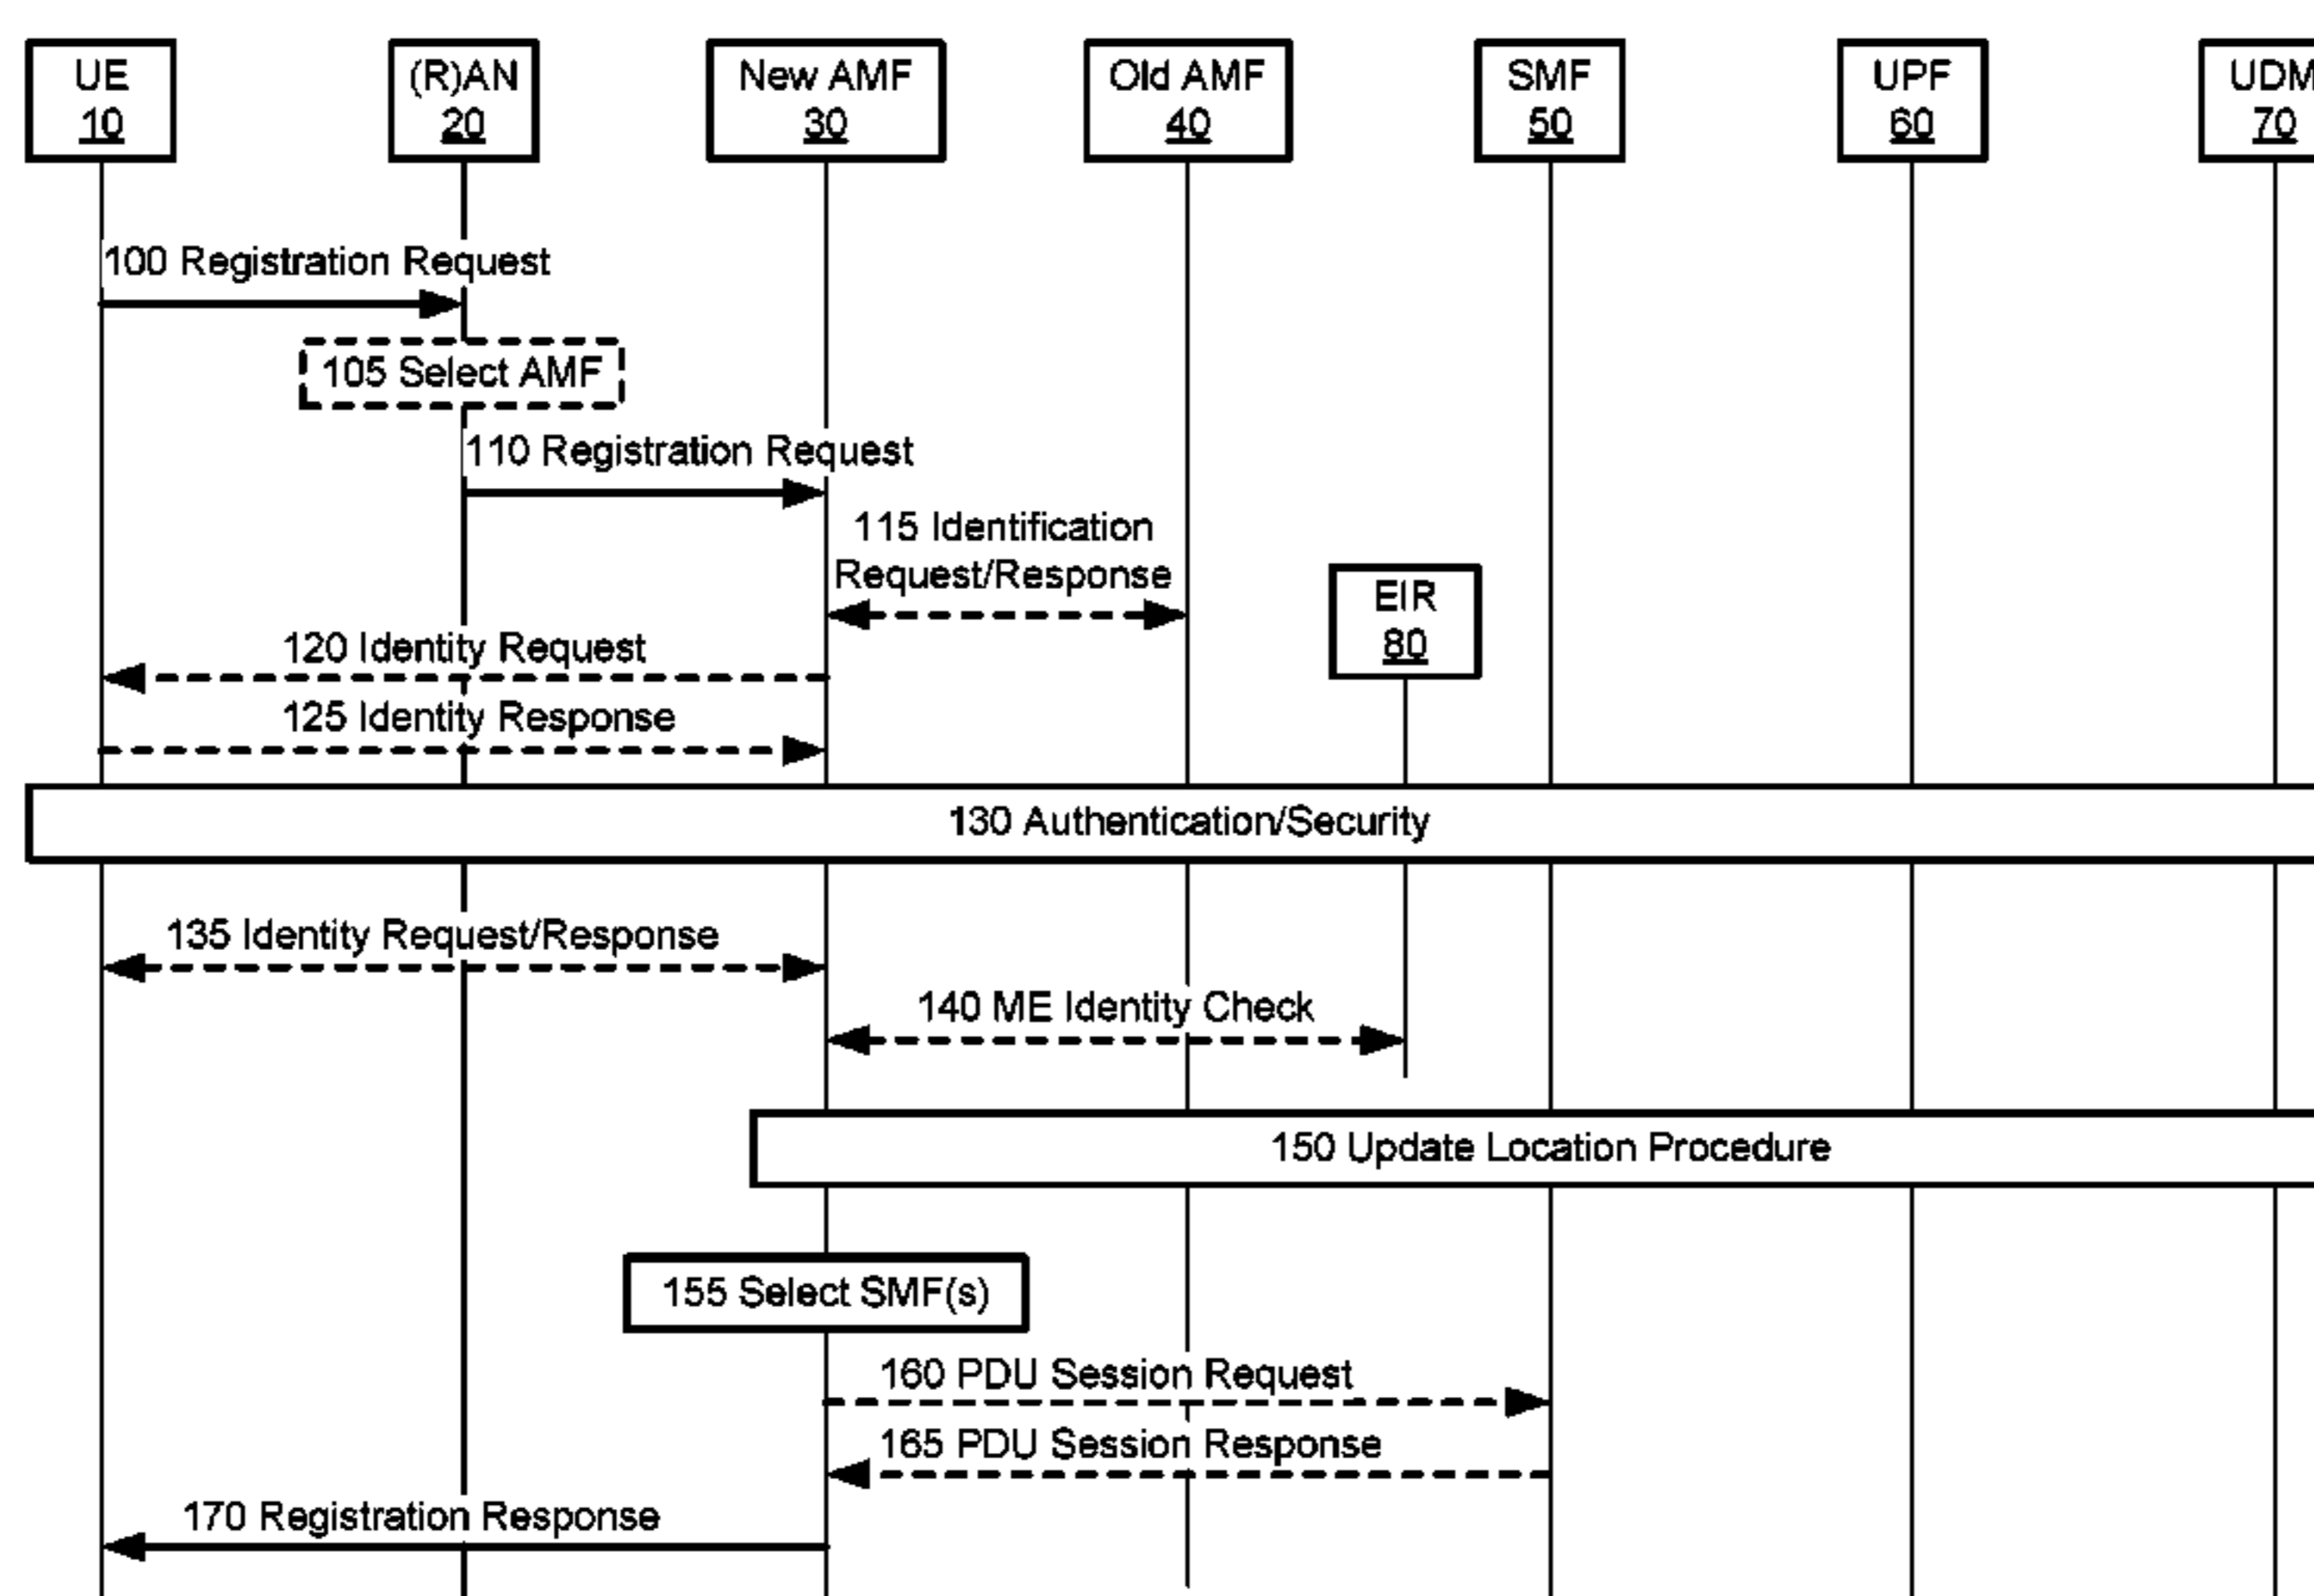 UE
10
(R)AN
20
New AMF
30
Old AMF
40
SMF
50
UPF
60
UDM
70
100 Registration Request
105 Select AMF
110 Registration Request
115 Identification
Request/Response
EIR
80
120 Identity Request
125 Identity Response
130 Authentication/Security
135 Identity Request/Response
140 ME Identity Check
150 Update Location Procedure
155 Select SMF(s)
160 PDU Session Request
165 PDU Session Response
170 Registration Response